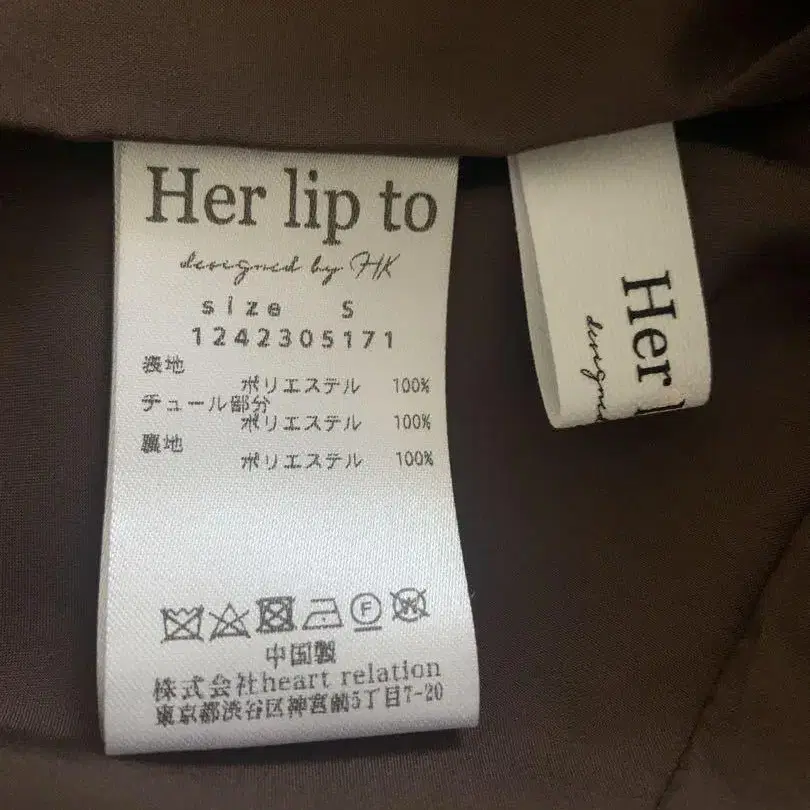 Her lip to
designed by HK
size S
1242305171
表地
ポリエステル 100%
チュール部分
ポリエステル 100%
裏地
ポリエステル 100%
F
W
中国製
株式会社heart relation
東京都渋谷区神宮前5丁目7-20
Her l
designe